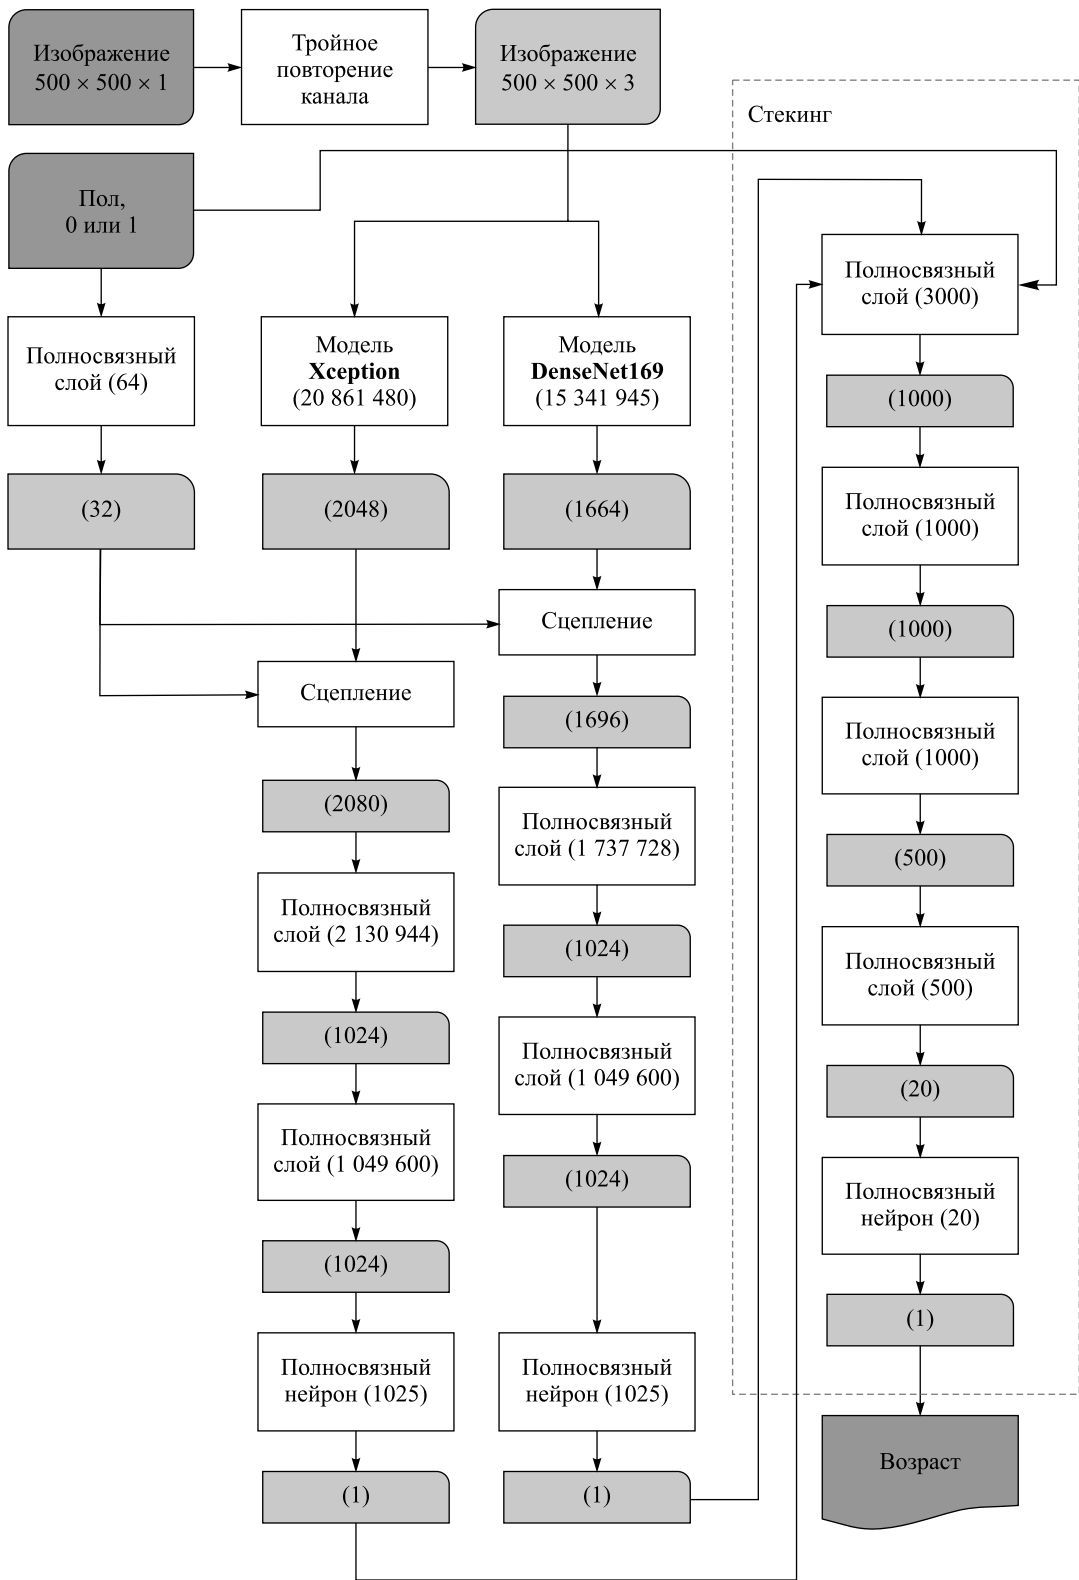 Изображение
500 × 500 × 1
Тройное
повторение
канала
Изображение
500 × 500 × 3
Стекинг
Пол,
0 или 1
Полносвязный
слой (64)
(32)
Модель
Xception
(20 861 480)
(2048)
Сцепление
(2080)
Полносвязный
слой (2 130 944)
(1024)
Полносвязный
слой (1 049 600)
(1024)
Полносвязный
нейрон (1025)
(1)
Модель
DenseNet169
(15 341 945)
(1664)
Сцепление
(1696)
Полносвязный
слой (1 737 728)
(1024)
Полносвязный
слой (1 049 600)
(1024)
Полносвязный
нейрон (1025)
(1)
Полносвязный
слой (3000)
(1000)
Полносвязный
слой (1000)
(1000)
Полносвязный
слой (1000)
(500)
Полносвязный
слой (500)
(20)
Полносвязный
нейрон (20)
(1)
Возраст